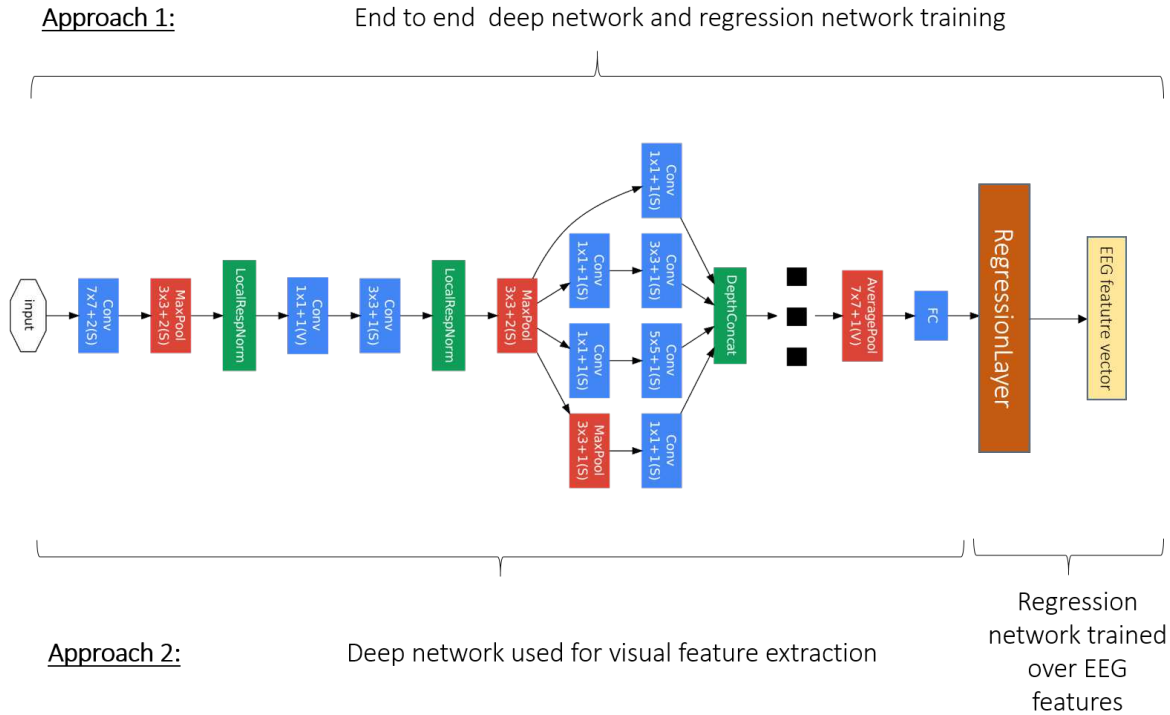 Approach 1:
End to end deep network and regression network training
input
Conv
7x7+2(S)
MaxPool
3x3+2(S)
LocalRespNorm
Conv
1x1+1(V)
Conv
3x3+1(S)
LocalRespNorm
MaxPool
3x3+2(S)
Conv
1x1+1(S)
Conv
1x1+1(S)
Conv
3x3+1(S)
Conv
1x1+1(S)
Conv
5x5+1(S)
MaxPool
3x3+1(S)
Conv
1x1+1(S)
DepthConcat
AveragePool
7x7+1(V)
FC
RegressionLayer
EEG featutre vector
Approach 2:
Deep network used for visual feature extraction
Regression
network trained
over EEG
features